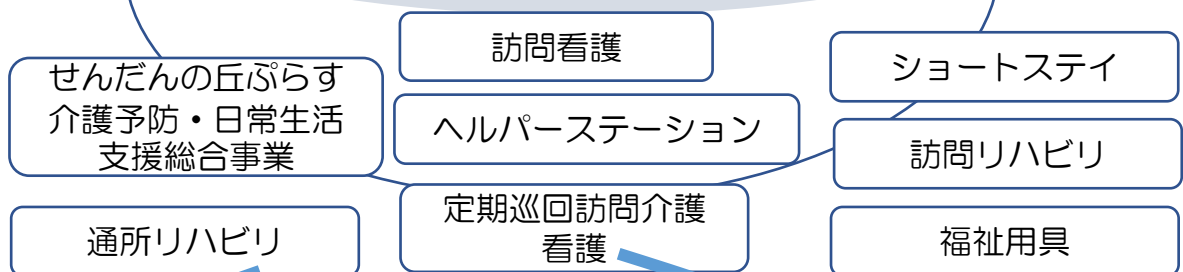 訪問看護
ショートステイ
せんだんの丘ぷらす
介護予防・日常生活
支援総合事業
ヘルパーステーション
訪問リハビリ
定期巡回訪問介護
看護
通所リハビリ
福祉用具